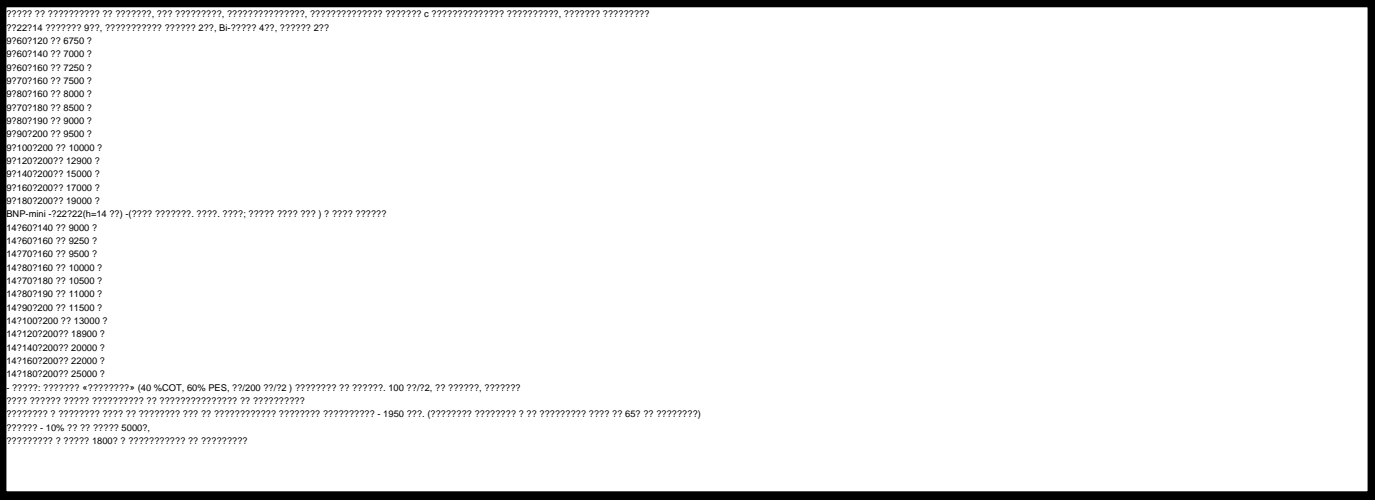 ????? ?? ?????????? ?? ???????, ??? ?????????, ???????????????, ?????????????? ??????? c ?????????????? ??????????, ??????? ?????????
??22?14 ??????? 9??, ??????????? ?????? 2??, Bi-????? 4??, ?????? 2??
9?60?120 ?? 6750 ?
9?60?140 ?? 7000 ?
9?60?160 ?? 7250 ?
9?70?160 ?? 7500 ?
9?80?160 ?? 8000 ?
9?70?180 ?? 8500 ?
9?80?190 ?? 9000 ?
9?90?200 ?? 9500 ?
9?100?200 ?? 10000 ?
9?120?200?? 12900 ?
9?140?200?? 15000 ?
9?160?200?? 17000 ?
9?180?200?? 19000 ?
BNP-mini -?22?22(h=14 ??) -(???? ???????. ????. ????; ????? ???? ??? ) ? ???? ??????
14?60?140 ?? 9000 ?
14?60?160 ?? 9250 ?
14?70?160 ?? 9500 ?
14?80?160 ?? 10000 ?
14?70?180 ?? 10500 ?
14?80?190 ?? 11000 ?
14?90?200 ?? 11500 ?
14?100?200 ?? 13000 ?
14?120?200?? 18900 ?
14?140?200?? 20000 ?
14?160?200?? 22000 ?
14?180?200?? 25000 ?
- ?????: ??????? «????????» (40 %COT, 60% PES, ??/200 ??/?2 ) ???????? ?? ??????. 100 ??/?2, ?? ??????, ???????
???? ?????? ????? ?????????? ?? ??????????????? ?? ??????????
???????? ? ???????? ???? ?? ???????? ??? ?? ???????????? ???????? ?????????? - 1950 ???. (???????? ???????? ? ?? ????????? ???? ?? 65? ?? ????????)
?????? - 10% ?? ?? ????? 5000?,
????????? ? ????? 1800? ? ??????????? ?? ?????????